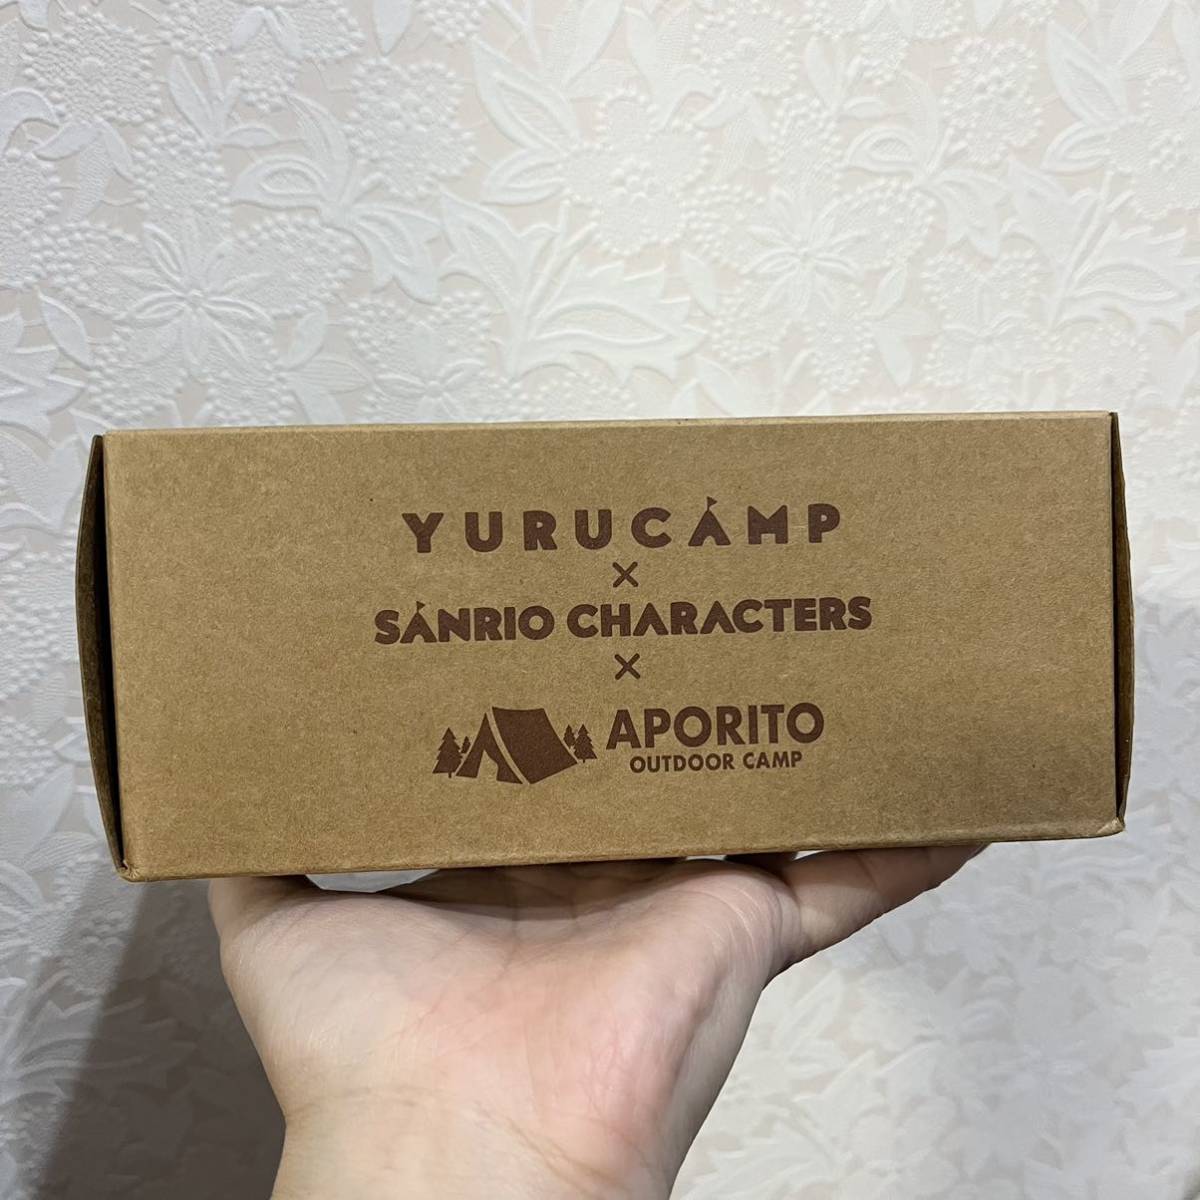 YURUCAMP
×
SANRIO CHARACTERS
×
APORITO
OUTDOOR CAMP